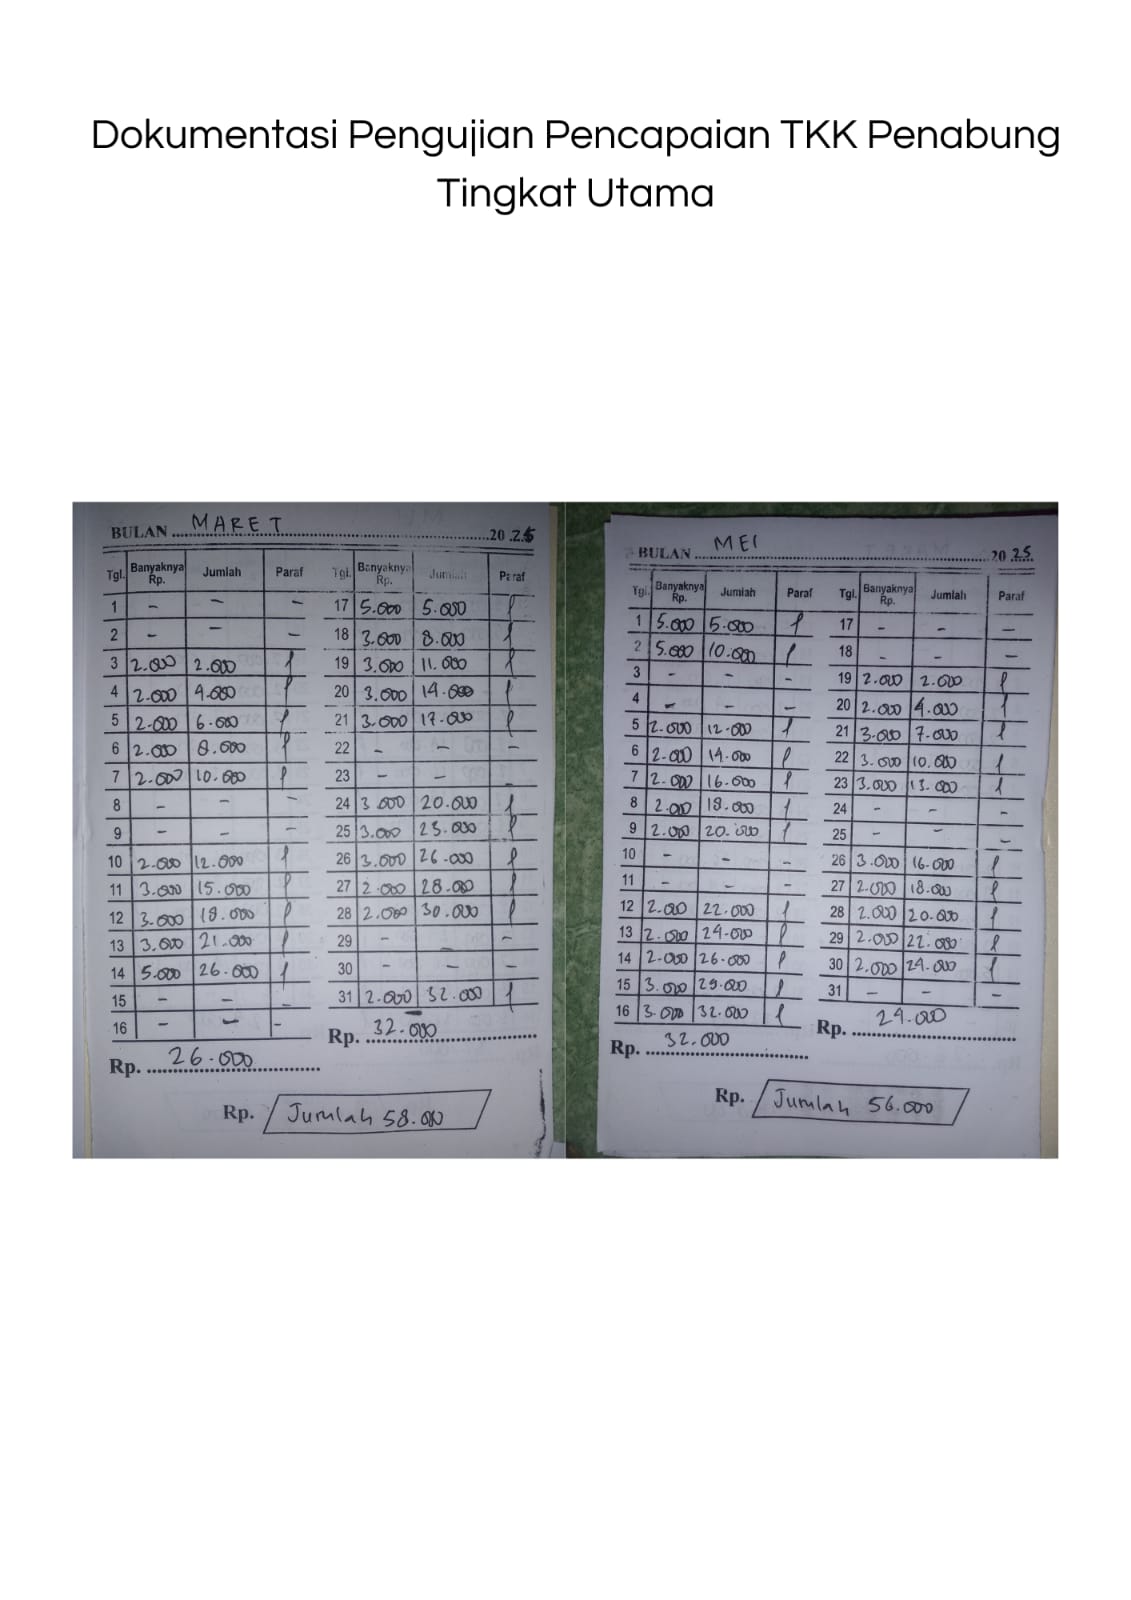 Dokumentasi Pengujian Pencapaian TKK Penabung
Tingkat Utama
BULAN MARET 2025
Tgl. Banyaknya Rp. Jumlah Paraf
1 - - -
2 - - -
3 2.000 2.000
4 2.000 4.000
5 2.000 6.000
6 2.000 8.000
7 2.000 10.000
8 - - -
9 - - -
10 2.000 12.000
11 3.000 15.000
12 3.000 18.000
13 3.000 21.000
14 5.000 26.000
15 - - -
16 - - -
Rp. 26.000
Tgl. Banyaknya Rp. Jumlah Paraf
17 5.000 5.000
18 3.000 8.000
19 3.000 11.000
20 3.000 14.000
21 3.000 17.000
22 - - -
23 - - -
24 3.000 20.000
25 3.000 23.000
26 3.000 26.000
27 2.000 28.000
28 2.000 30.000
29 - - -
30 - - -
31 2.000 32.000
Rp. 32.000
Rp. Jumlah 58.000
BULAN MEI 2025
Tgl. Banyaknya Rp. Jumlah Paraf
1 5.000 5.000
2 5.000 10.000
3 - - -
4 - - -
5 2.000 12.000
6 2.000 14.000
7 2.000 16.000
8 2.000 18.000
9 2.000 20.000
10 - - -
11 - - -
12 2.000 22.000
13 2.000 24.000
14 2.000 26.000
15 3.000 29.000
16 3.000 32.000
Rp. 32.000
Tgl. Banyaknya Rp. Jumlah Paraf
17 - - -
18 - - -
19 2.000 2.000
20 2.000 4.000
21 3.000 7.000
22 3.000 10.000
23 3.000 13.000
24 - - -
25 - - -
26 3.000 16.000
27 2.000 18.000
28 2.000 20.000
29 2.000 22.000
30 2.000 24.000
31 - - -
Rp. 24.000
Rp. Jumlah 56.000